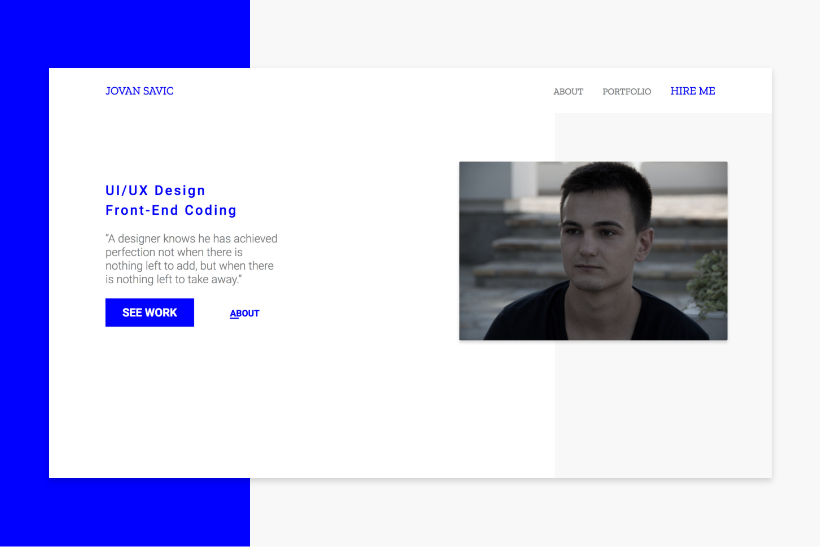 JOVAN SAVIC
ABOUT PORTFOLIO HIRE ME
UI/UX Design
Front-End Coding
“A designer knows he has achieved
perfection not when there is
nothing left to add, but when there
is nothing left to take away.”
SEE WORK ABOUT